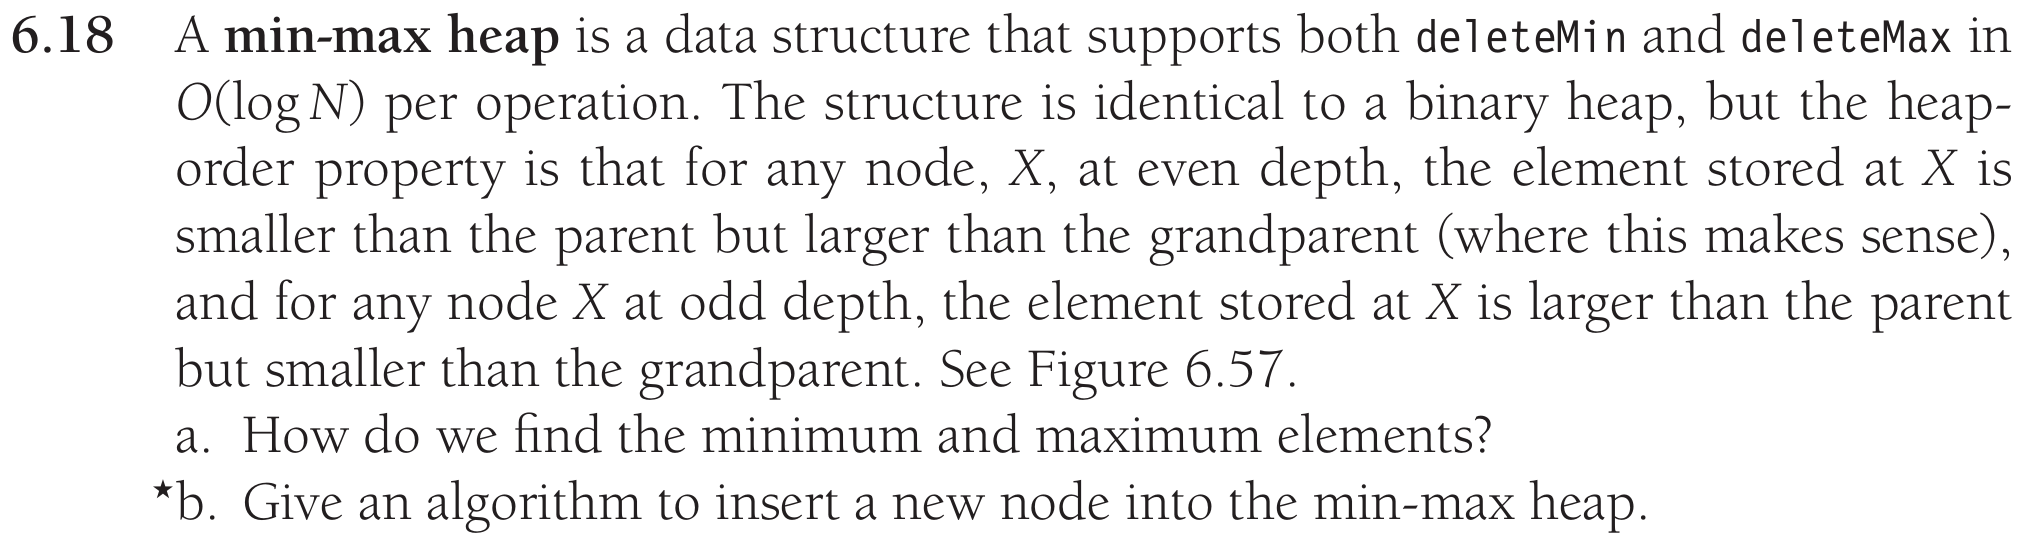 6.18 A min-max heap is a data structure that supports both deleteMin and deleteMax in
O(log N) per operation. The structure is identical to a binary heap, but the heap-
order property is that for any node, X, at even depth, the element stored at X is
smaller than the parent but larger than the grandparent (where this makes sense),
and for any node X at odd depth, the element stored at X is larger than the parent
but smaller than the grandparent. See Figure 6.57.
a. How do we find the minimum and maximum elements?
★b. Give an algorithm to insert a new node into the min-max heap.